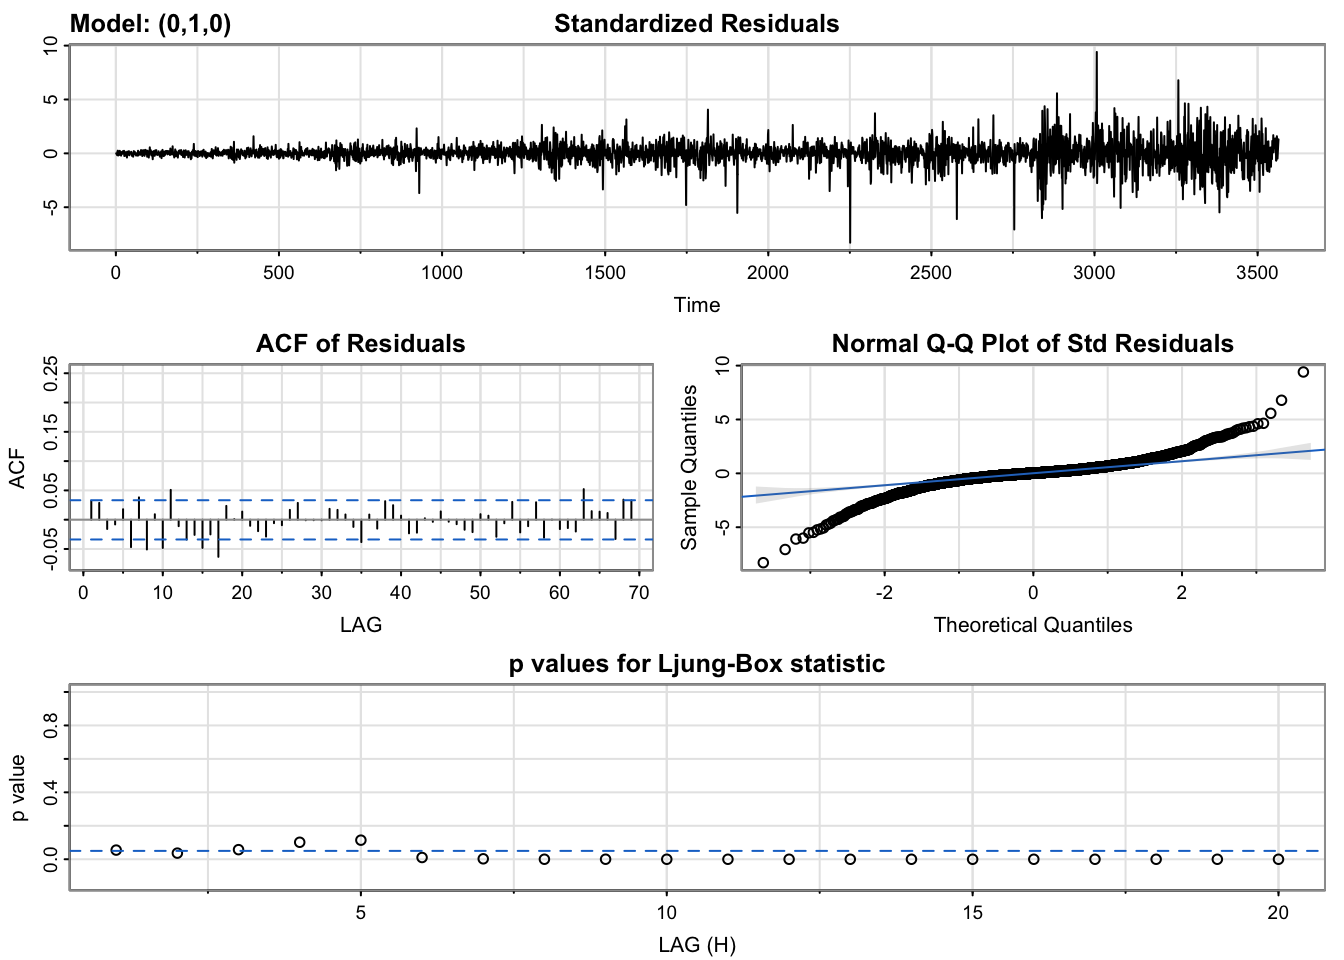 Model: (0,1,0) Standardized Residuals
10
5
0
-5
0 500 1000 1500 2000 2500 3000 3500
Time
ACF of Residuals
ACF
0.25
0.15
0.05
-0.05
0 10 20 30 40 50 60 70
LAG
Normal Q-Q Plot of Std Residuals
Sample Quantiles
10
5
0
-5
-2 0 2
Theoretical Quantiles
p values for Ljung-Box statistic
p value
0.8
0.4
0.0
5 10 15 20
LAG (H)